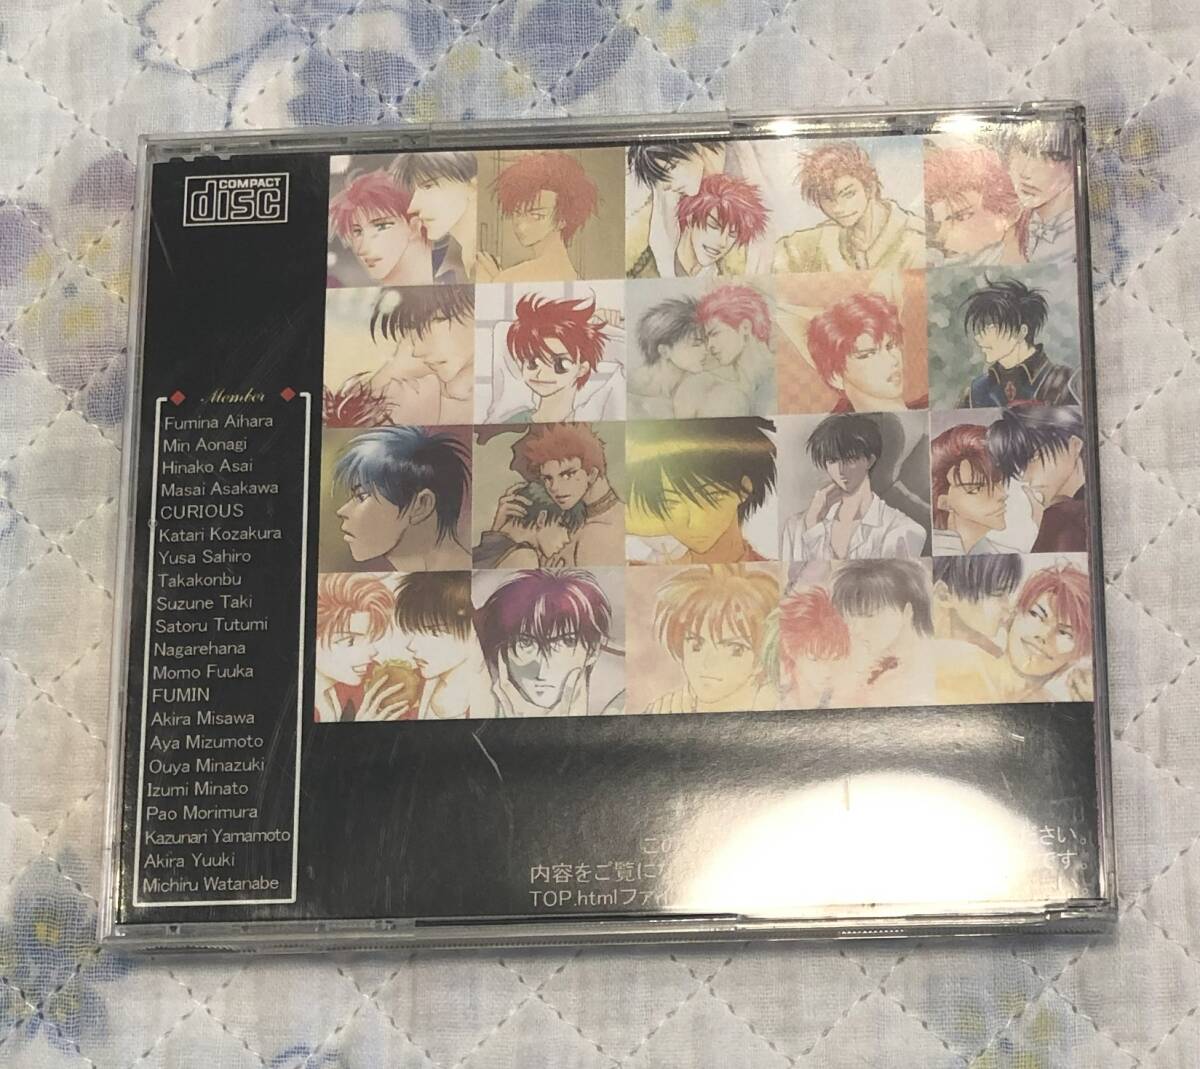 COMPACT
disc
Member
Fumina Aihara
Min Aonagi
Hinako Asai
Masai Asakawa
CURIOUS
Katari Kozakura
Yusa Sahiro
Takakonbu
Suzune Taki
Satoru Tutumi
Nagarehana
Momo Fuuka
FUMIN
Akira Misawa
Aya Mizumoto
Ouya Minazuki
Izumi Minato
Pao Morimura
Kazunari Yamamoto
Akira Yuuki
Michiru Watanabe
この さい。
内容をご覧にな です。
TOP.htmlファイ